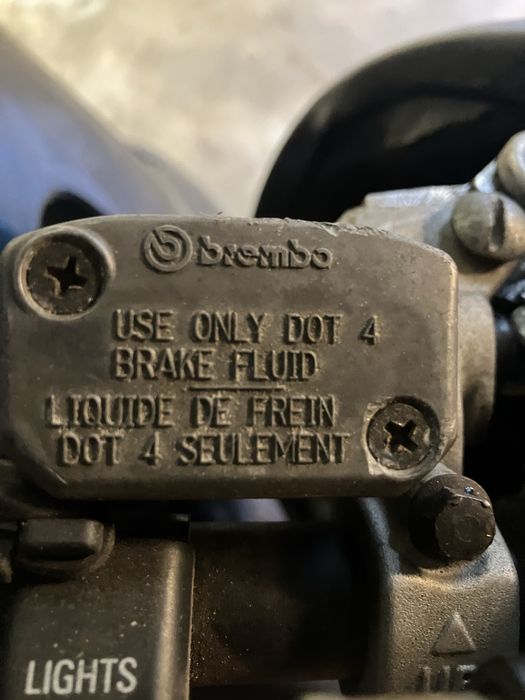 brembo
USE ONLY DOT 4
BRAKE FLUID
LIQUIDE DE FREIN
DOT 4 SEULEMENT
LIGHTS